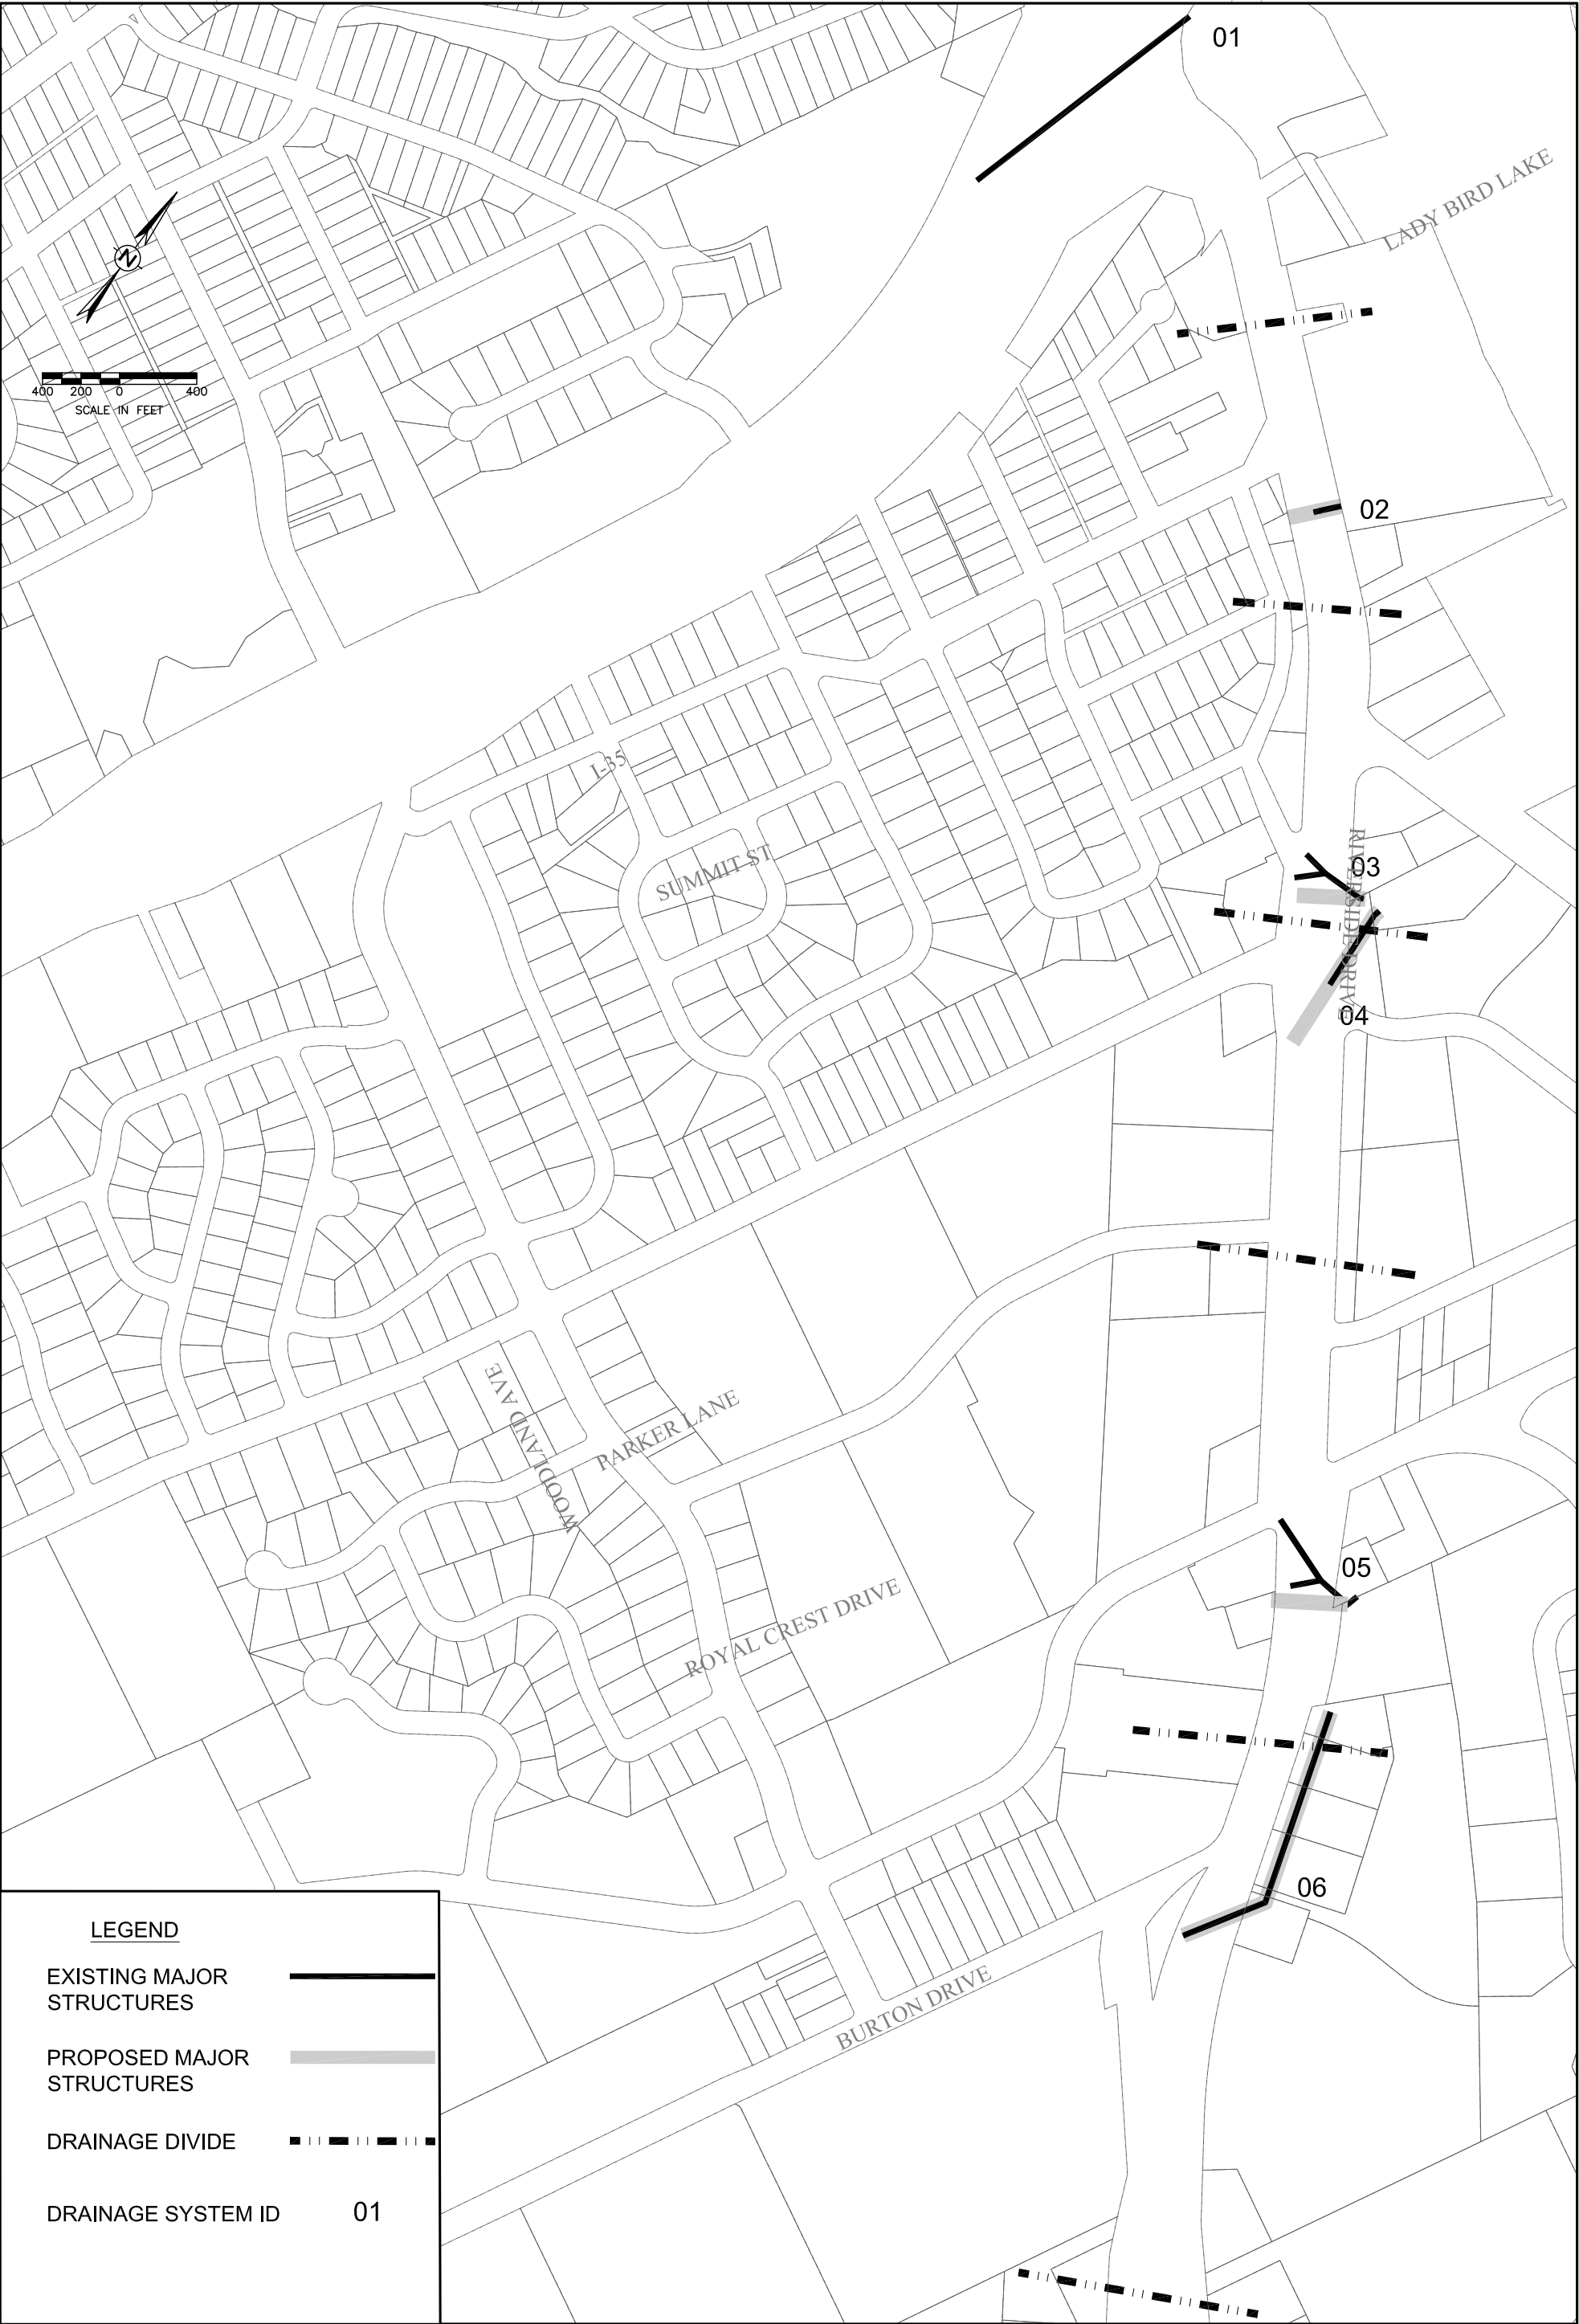 01
LADY BIRD LAKE
N
400 200 0 400
SCALE IN FEET
02
I-35
SUMMIT ST
RIVERSIDE DRIVE
03
04
WOODLAND AVE
PARKER LANE
05
ROYAL CREST DRIVE
06
BURTON DRIVE
LEGEND
EXISTING MAJOR
STRUCTURES
PROPOSED MAJOR
STRUCTURES
DRAINAGE DIVIDE
DRAINAGE SYSTEM ID 01